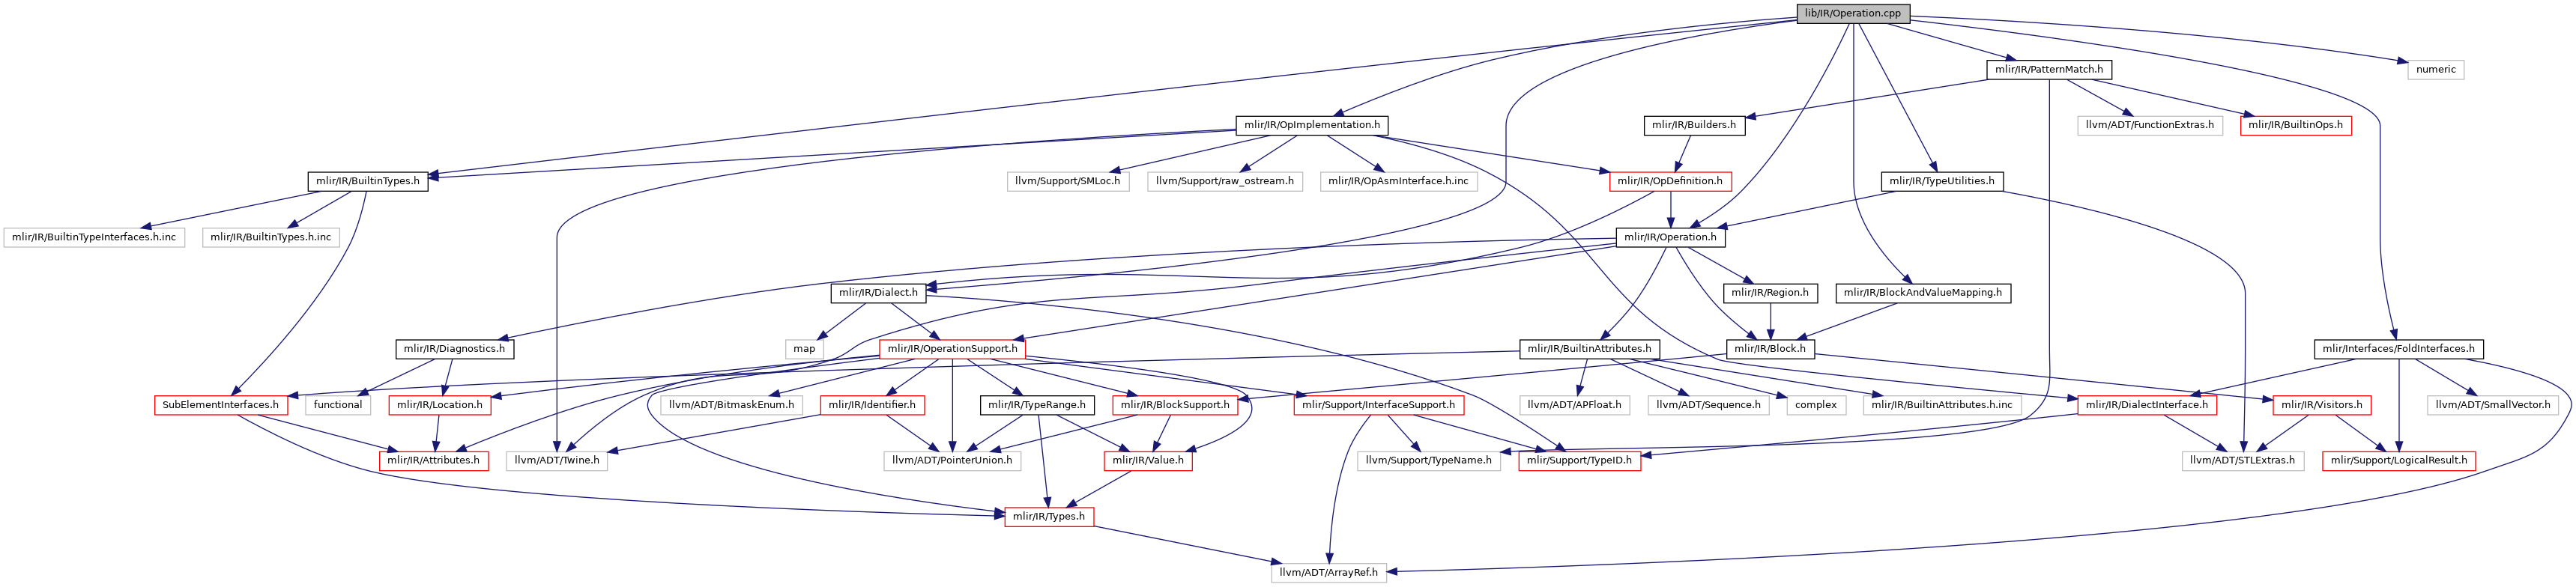 lib/IR/Operation.cpp
mlir/IR/PatternMatch.h
numeric
mlir/IR/OpImplementation.h
mlir/IR/Builders.h
llvm/ADT/FunctionExtras.h
mlir/IR/BuiltinOps.h
mlir/IR/BuiltinTypes.h
llvm/Support/SMLoc.h
llvm/Support/raw_ostream.h
mlir/IR/OpAsmInterface.h.inc
mlir/IR/OpDefinition.h
mlir/IR/TypeUtilities.h
mlir/IR/BuiltinTypeInterfaces.h.inc
mlir/IR/BuiltinTypes.h.inc
mlir/IR/Operation.h
mlir/IR/Dialect.h
mlir/IR/Region.h
mlir/IR/BlockAndValueMapping.h
mlir/IR/Diagnostics.h
map
mlir/IR/OperationSupport.h
mlir/IR/BuiltinAttributes.h
mlir/IR/Block.h
mlir/Interfaces/FoldInterfaces.h
SubElementInterfaces.h
functional
mlir/IR/Location.h
llvm/ADT/BitmaskEnum.h
mlir/IR/Identifier.h
mlir/IR/TypeRange.h
mlir/IR/BlockSupport.h
mlir/Support/InterfaceSupport.h
llvm/ADT/APFloat.h
llvm/ADT/Sequence.h
complex
mlir/IR/BuiltinAttributes.h.inc
mlir/IR/DialectInterface.h
mlir/IR/Visitors.h
llvm/ADT/SmallVector.h
mlir/IR/Attributes.h
llvm/ADT/Twine.h
llvm/ADT/PointerUnion.h
mlir/IR/Value.h
llvm/Support/TypeName.h
mlir/Support/TypeID.h
llvm/ADT/STLExtras.h
mlir/Support/LogicalResult.h
mlir/IR/Types.h
llvm/ADT/ArrayRef.h